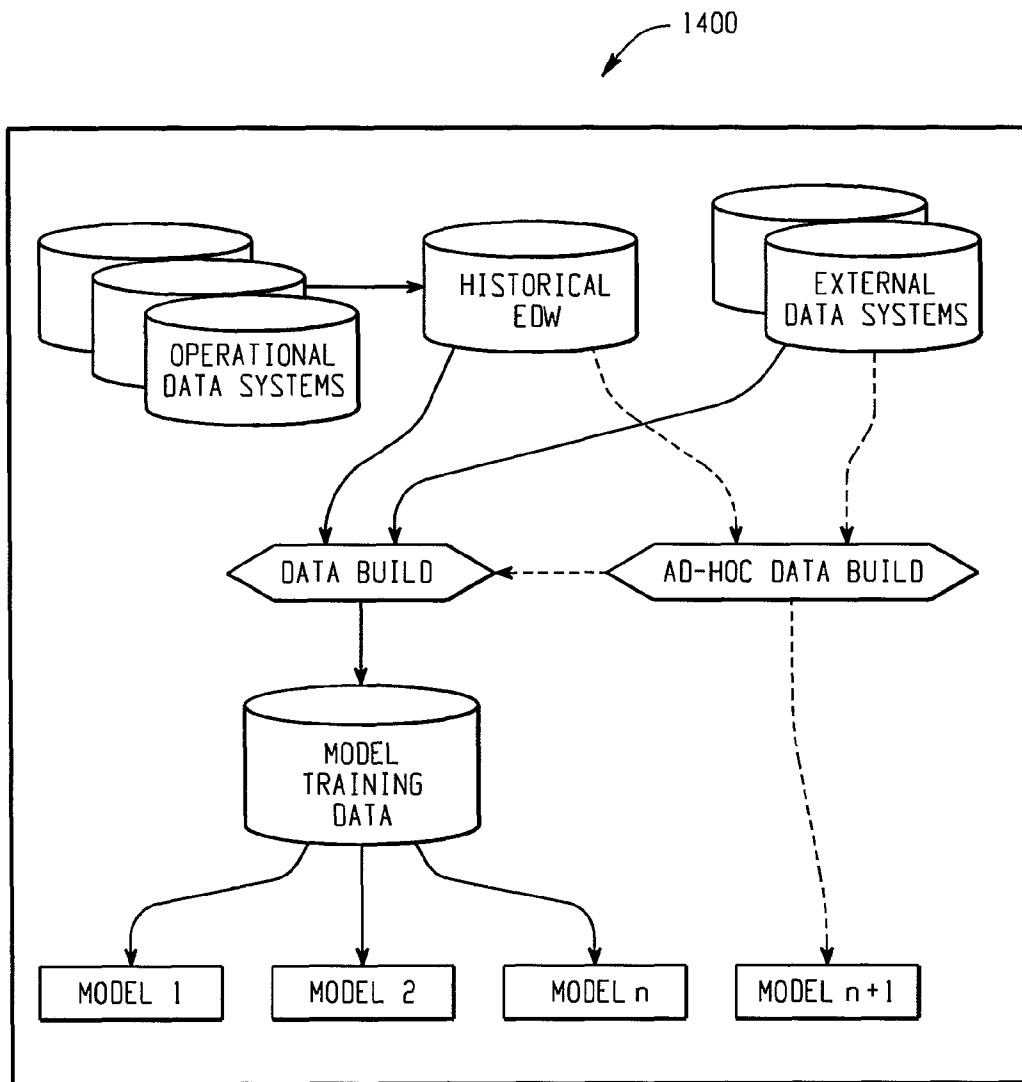 1400
HISTORICAL
EDW
EXTERNAL
DATA SYSTEMS
OPERATIONAL
DATA SYSTEMS
DATA BUILD
AD-HOC DATA BUILD
MODEL
TRAINING
DATA
MODEL 1
MODEL 2
MODEL n
MODEL n+1